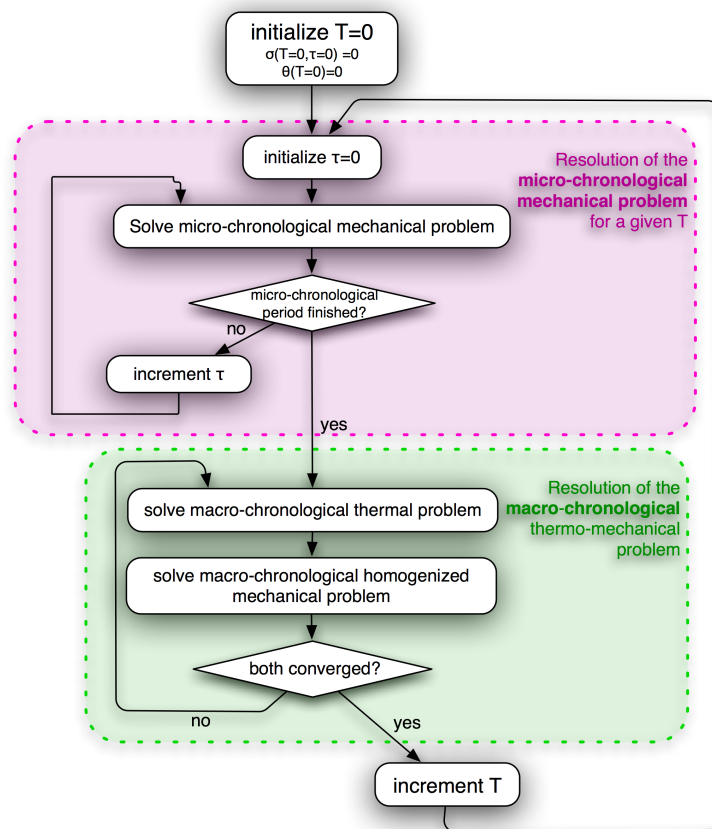 initialize T=0
σ(T=0,τ=0) =0
θ(T=0)=0
initialize τ=0
Resolution of the
micro-chronological
mechanical problem
for a given T
Solve micro-chronological mechanical problem
micro-chronological
period finished?
no
increment τ
yes
Resolution of the
macro-chronological
thermo-mechanical
problem
solve macro-chronological thermal problem
solve macro-chronological homogenized
mechanical problem
both converged?
no
yes
increment T